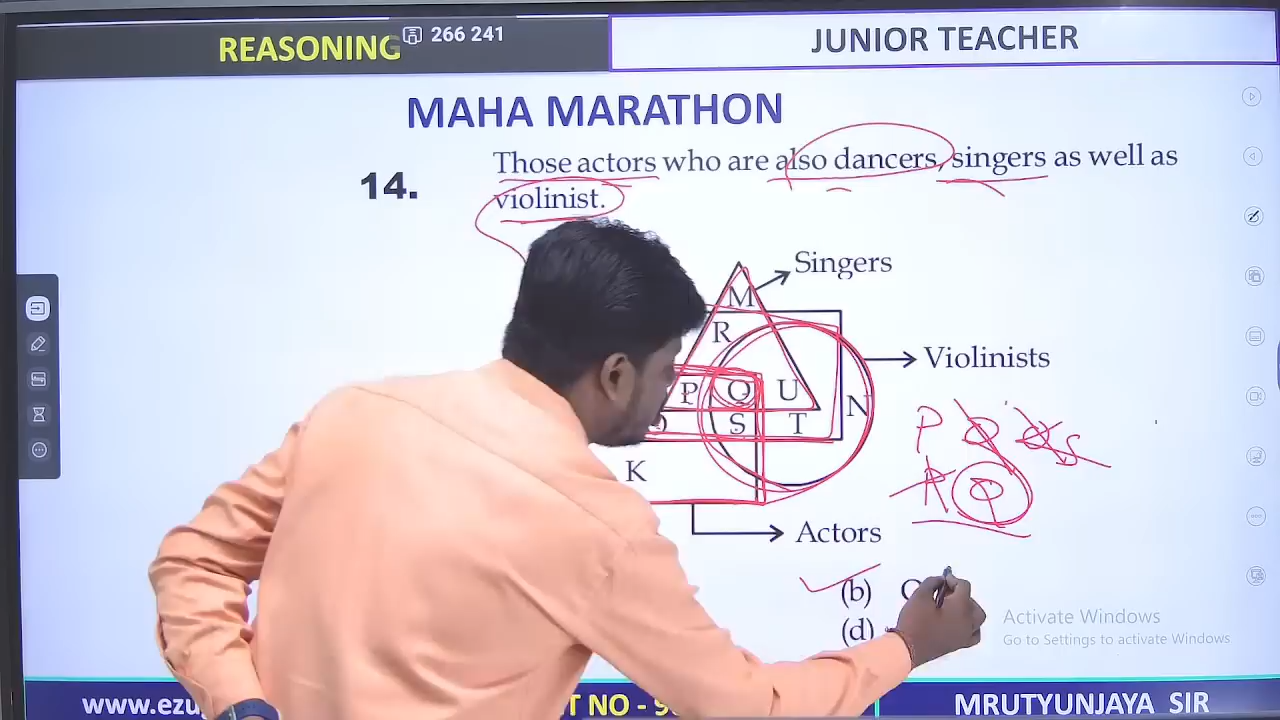 REASONING
266 241
JUNIOR TEACHER
MAHA MARATHON
14.
Those actors who are also dancers, singers as well as
violinist.
Singers
M
R
Violinists
P Q U
N
S T
K
Actors
P
R
(b)
(d)
Activate Windows
Go to Settings to activate Windows
NO -
MRUTYUNJAYA SIR